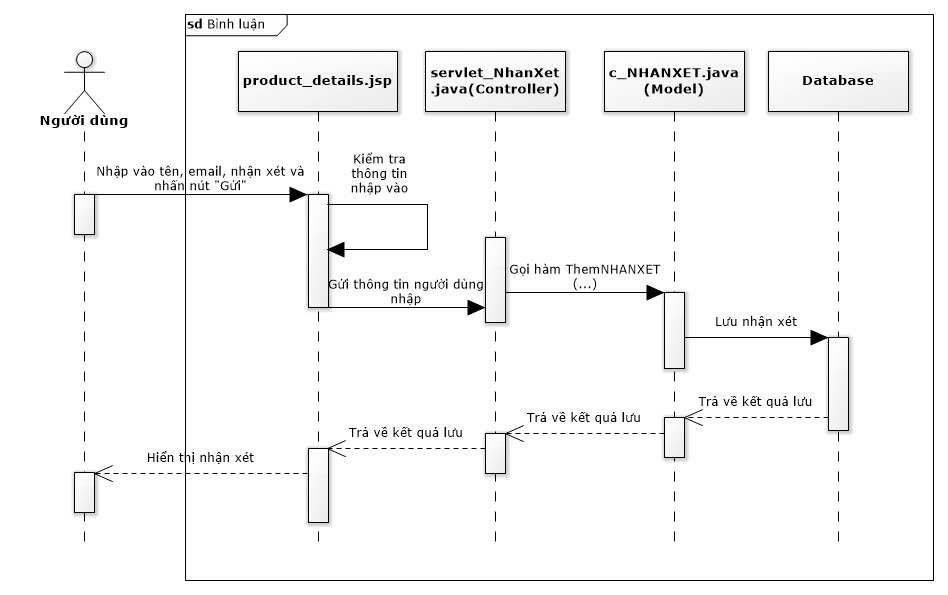 sd Bình luận
Người dùng
product_details.jsp
servlet_NhanXet
.java(Controller)
c_NHANXET.java
(Model)
Database
Nhập vào tên, email, nhận xét và
nhấn nút "Gửi"
Kiểm tra
thông tin
nhập vào
Gửi thông tin người dùng
nhập
Gọi hàm ThemNHANXET
(...)
Lưu nhận xét
Trả về kết quả lưu
Trả về kết quả lưu
Trả về kết quả lưu
Hiển thị nhận xét